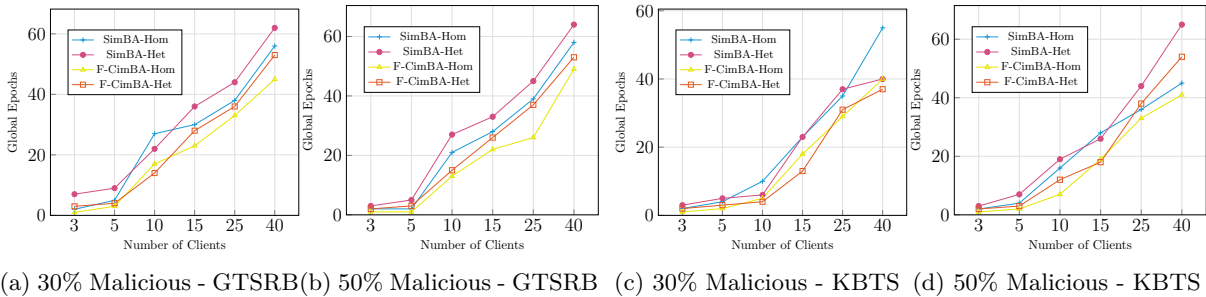 60
40
20
0
Global Epochs
SimBA-Hom
SimBA-Het
F-CimBA-Hom
F-CimBA-Het
3 5 10 15 25 40
Number of Clients
(a) 30% Malicious - GTSRB
60
40
20
0
Global Epochs
SimBA-Hom
SimBA-Het
F-CimBA-Hom
F-CimBA-Het
3 5 10 15 25 40
Number of Clients
(b) 50% Malicious - GTSRB
60
40
20
0
Global Epochs
SimBA-Hom
SimBA-Het
F-CimBA-Hom
F-CimBA-Het
3 5 10 15 25 40
Number of Clients
(c) 30% Malicious - KBTS
60
40
20
0
Global Epochs
SimBA-Hom
SimBA-Het
F-CimBA-Hom
F-CimBA-Het
3 5 10 15 25 40
Number of Clients
(d) 50% Malicious - KBTS